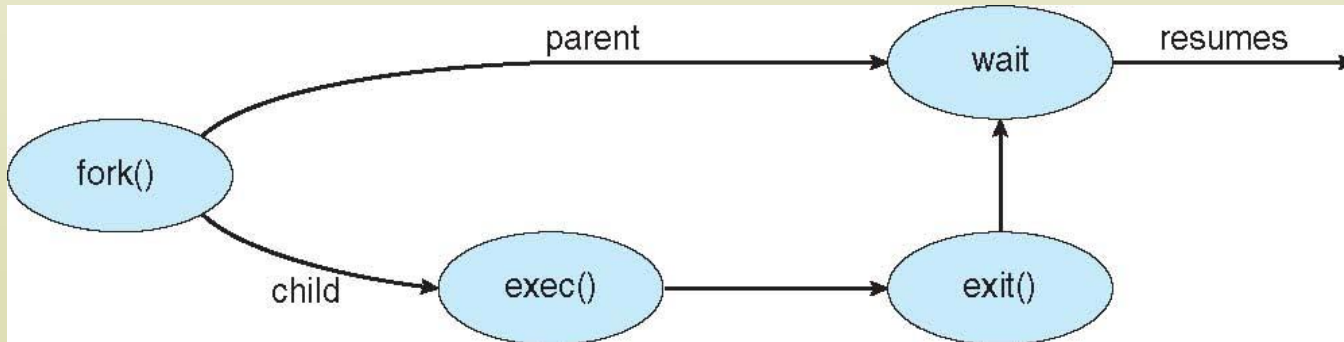 parent
wait
resumes
fork()
child
exec()
exit()